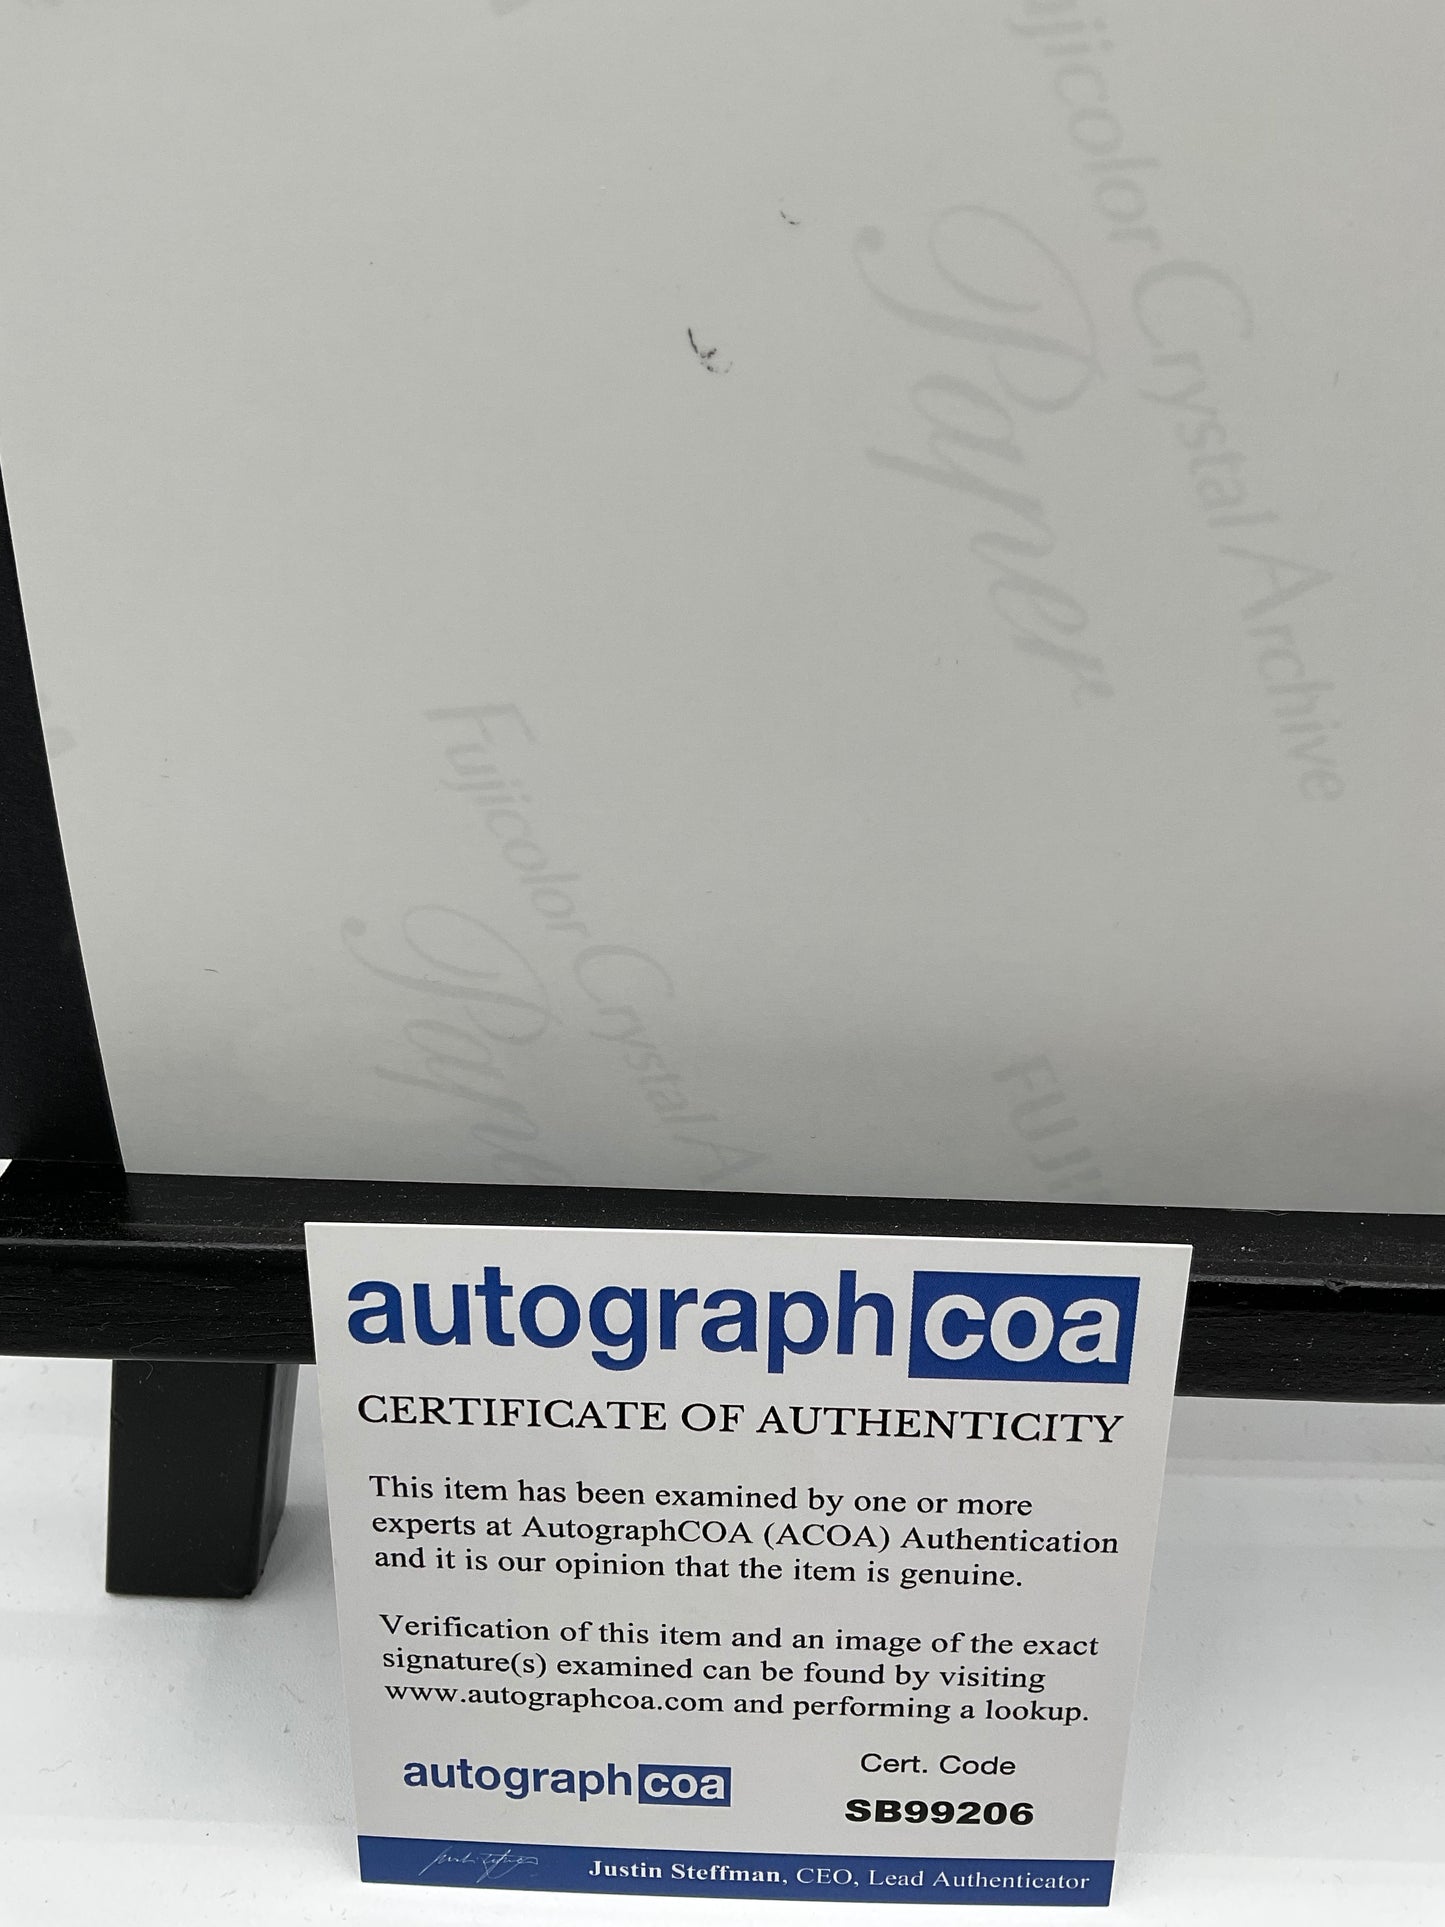 Fujicolor Crystal Archive
Paper
Fujicolor Crystal A
Pape
FUJI
autographcoa
CERTIFICATE OF AUTHENTICITY
This item has been examined by one or more
experts at AutographCOA (ACOA) Authentication
and it is our opinion that the item is genuine.
Verification of this item and an image of the exact
signature(s) examined can be found by visiting
www.autographcoa.com and performing a lookup.
autographcoa
Cert. Code
SB99206
Justin Steffman, CEO, Lead Authenticator